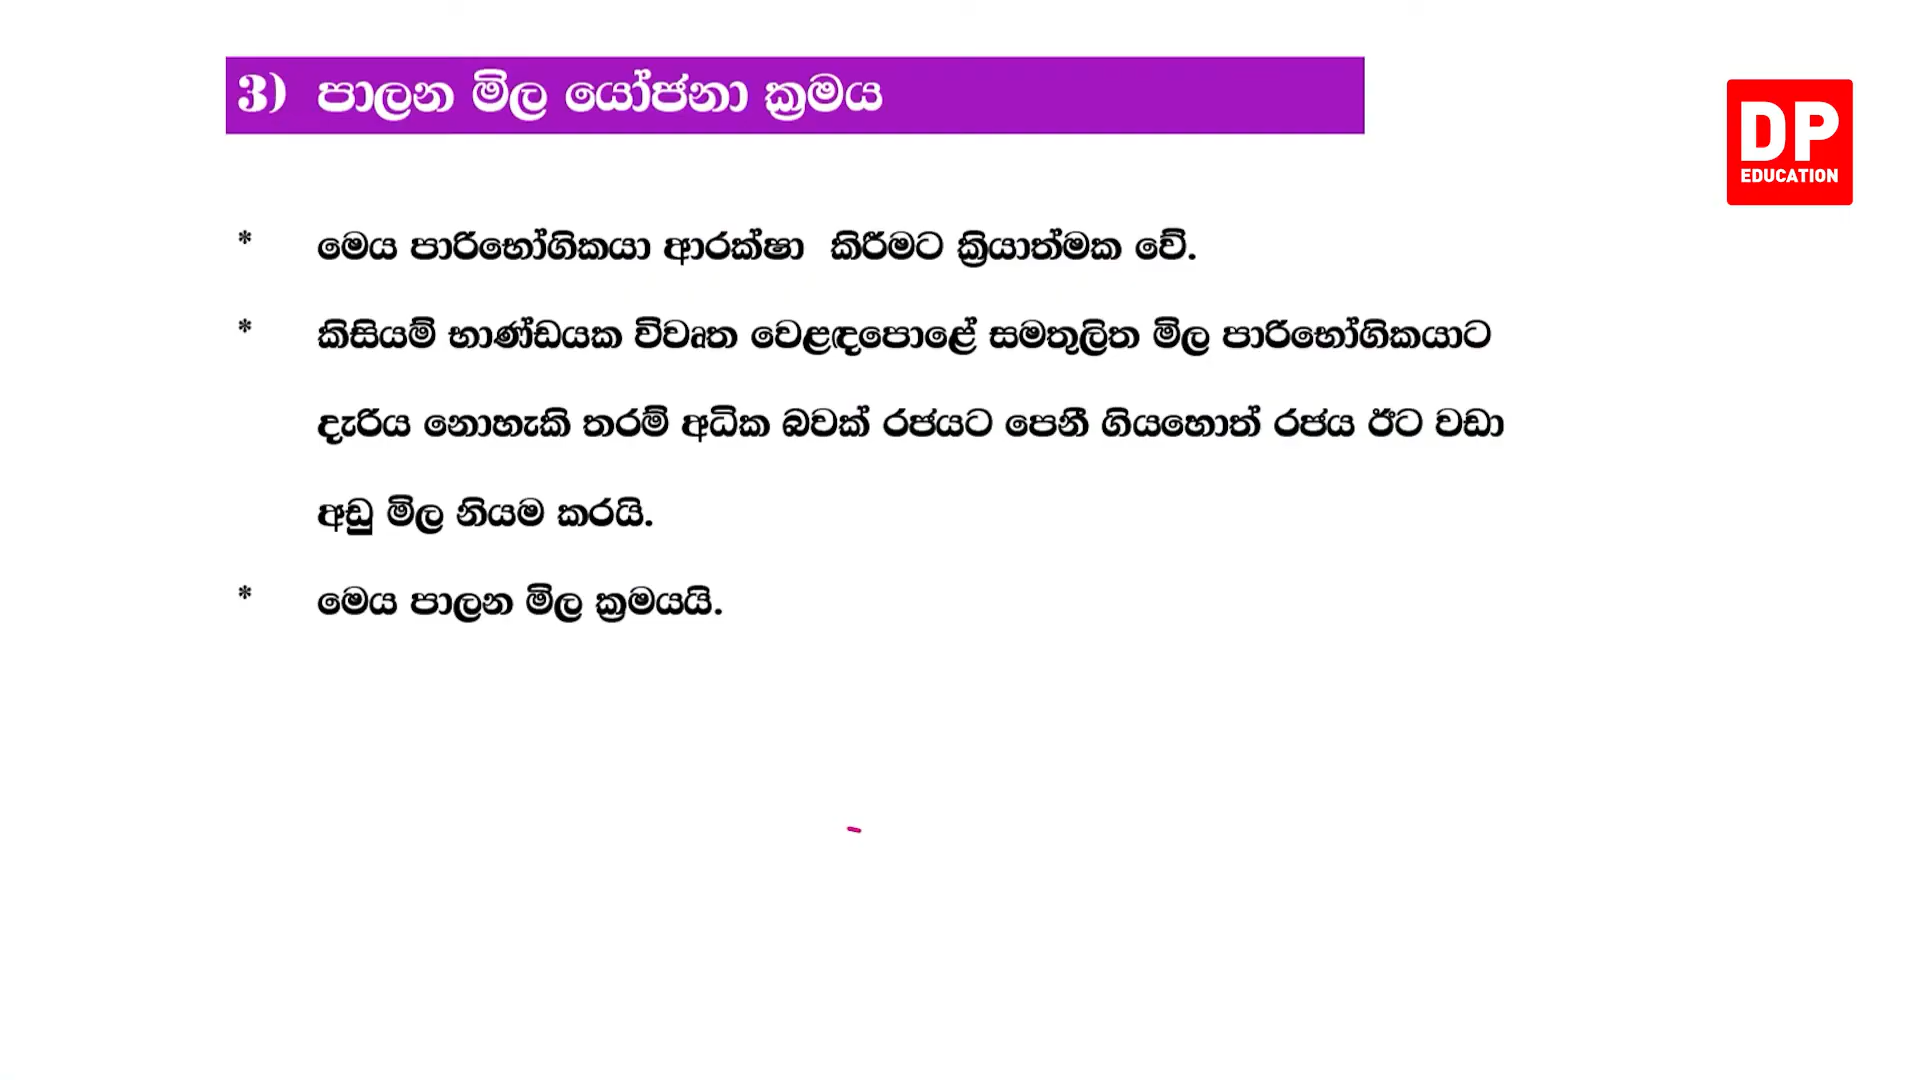 3) පාලන මිල යෝජනා ක්‍රමය
DP
EDUCATION
* මෙය පාරිභෝගිකයා ආරක්ෂා කිරීමට ක්‍රියාත්මක වේ.
* කිසියම් භාණ්ඩයක විවෘත වෙළඳපොළේ සමතුලිත මිල පාරිභෝගිකයාට
දැරිය නොහැකි තරම් අධික බවක් රජයට පෙනී ගියහොත් රජය ඊට වඩා
අඩු මිල නියම කරයි.
* මෙය පාලන මිල ක්‍රමයයි.